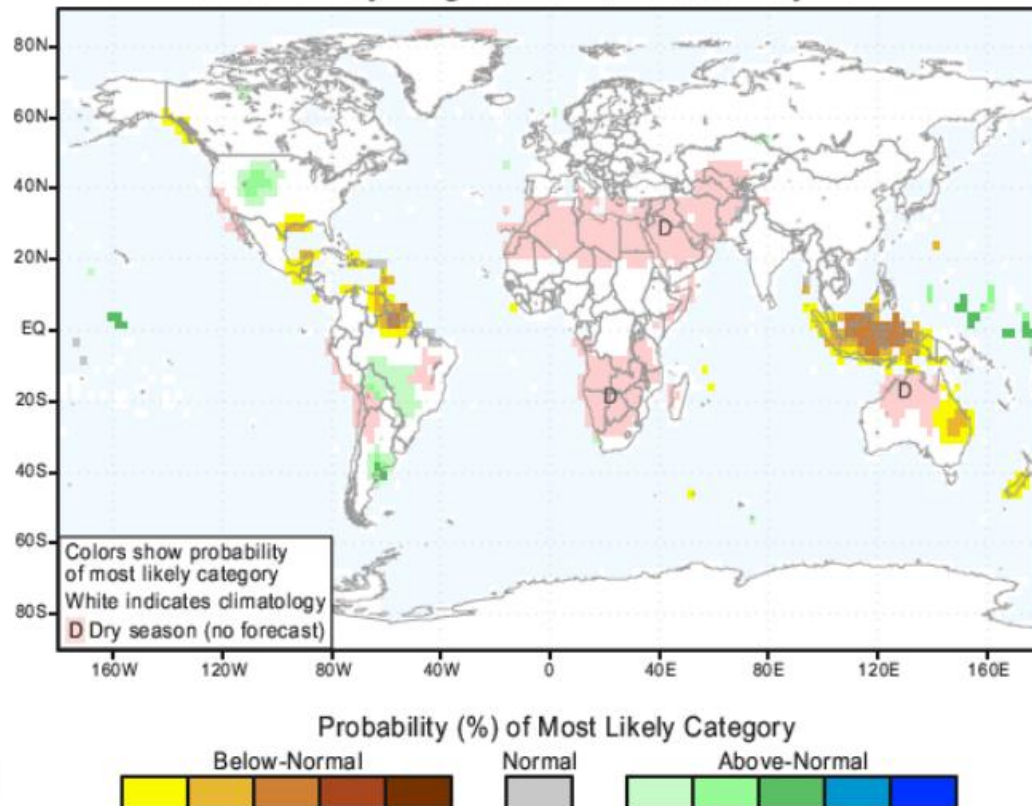 80N
60N
40N
20N
EQ
20S
40S
60S
80S
D
D
D
Colors show probability
of most likely category
White indicates climatology
D Dry season (no forecast)
160W 120W 80W 40W 0 40E 80E 120E 160E
Probability (%) of Most Likely Category
Below-Normal Normal Above-Normal